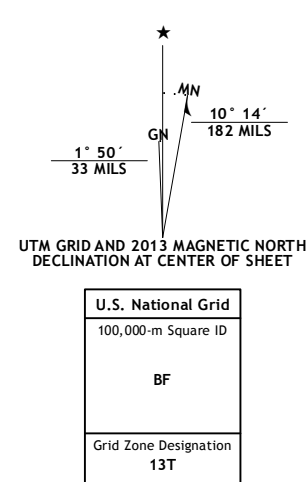 ★
MN
GN
10° 14´
182 MILS
1° 50´
33 MILS
UTM GRID AND 2013 MAGNETIC NORTH
DECLINATION AT CENTER OF SHEET
U.S. National Grid
100,000-m Square ID
BF
Grid Zone Designation
13T